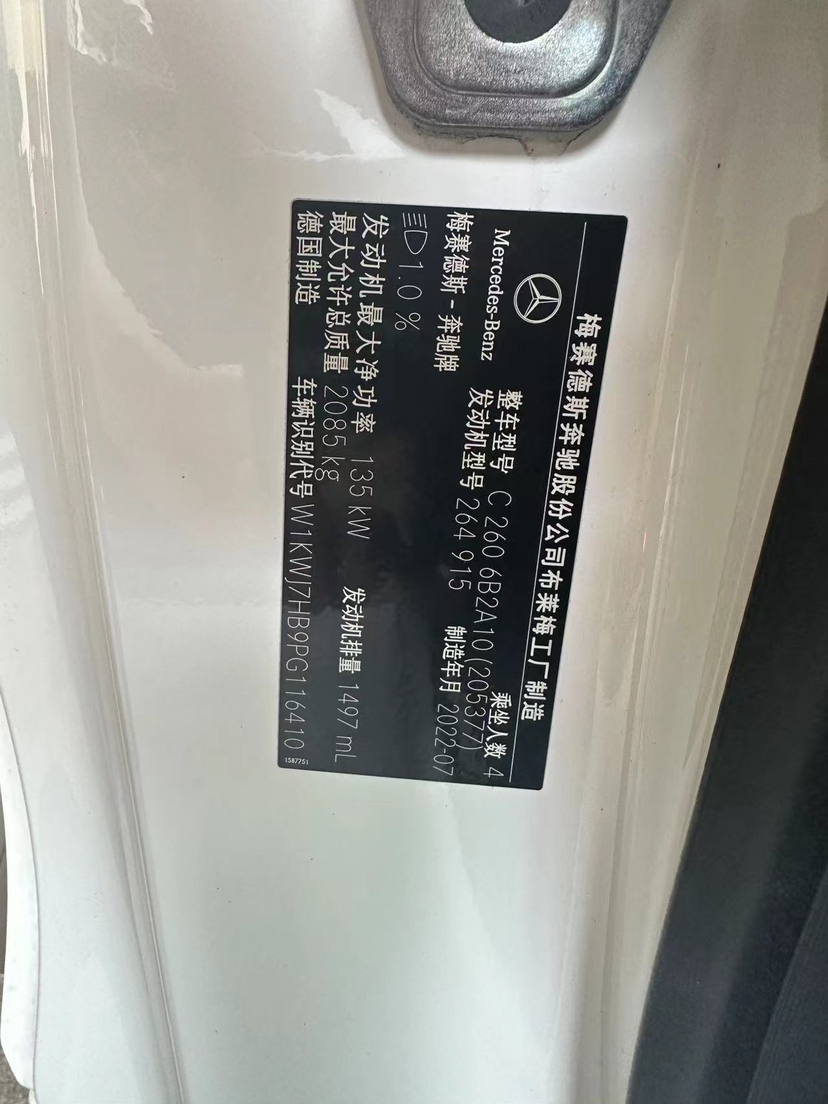 梅赛德斯奔驰股份公司布莱梅工厂制造
Mercedes-Benz
整车型号 C 260 6B2A10 (205377) 乘坐人数 4
梅赛德斯-奔驰牌 发动机型号 264 915 制造年月 2022-07
1.0 %
发动机最大净功率 135 kW 发动机排量 1497 mL
最大允许总质量 2085 kg
德国制造 车辆识别代号 W1KWJ7HB9PG116410
1587751